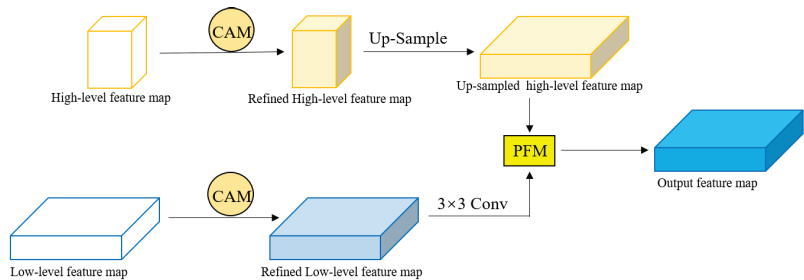 CAM
Up-Sample
High-level feature map
Refined High-level feature map
Up-sampled high-level feature map
PFM
Output feature map
CAM
3×3 Conv
Low-level feature map
Refined Low-level feature map